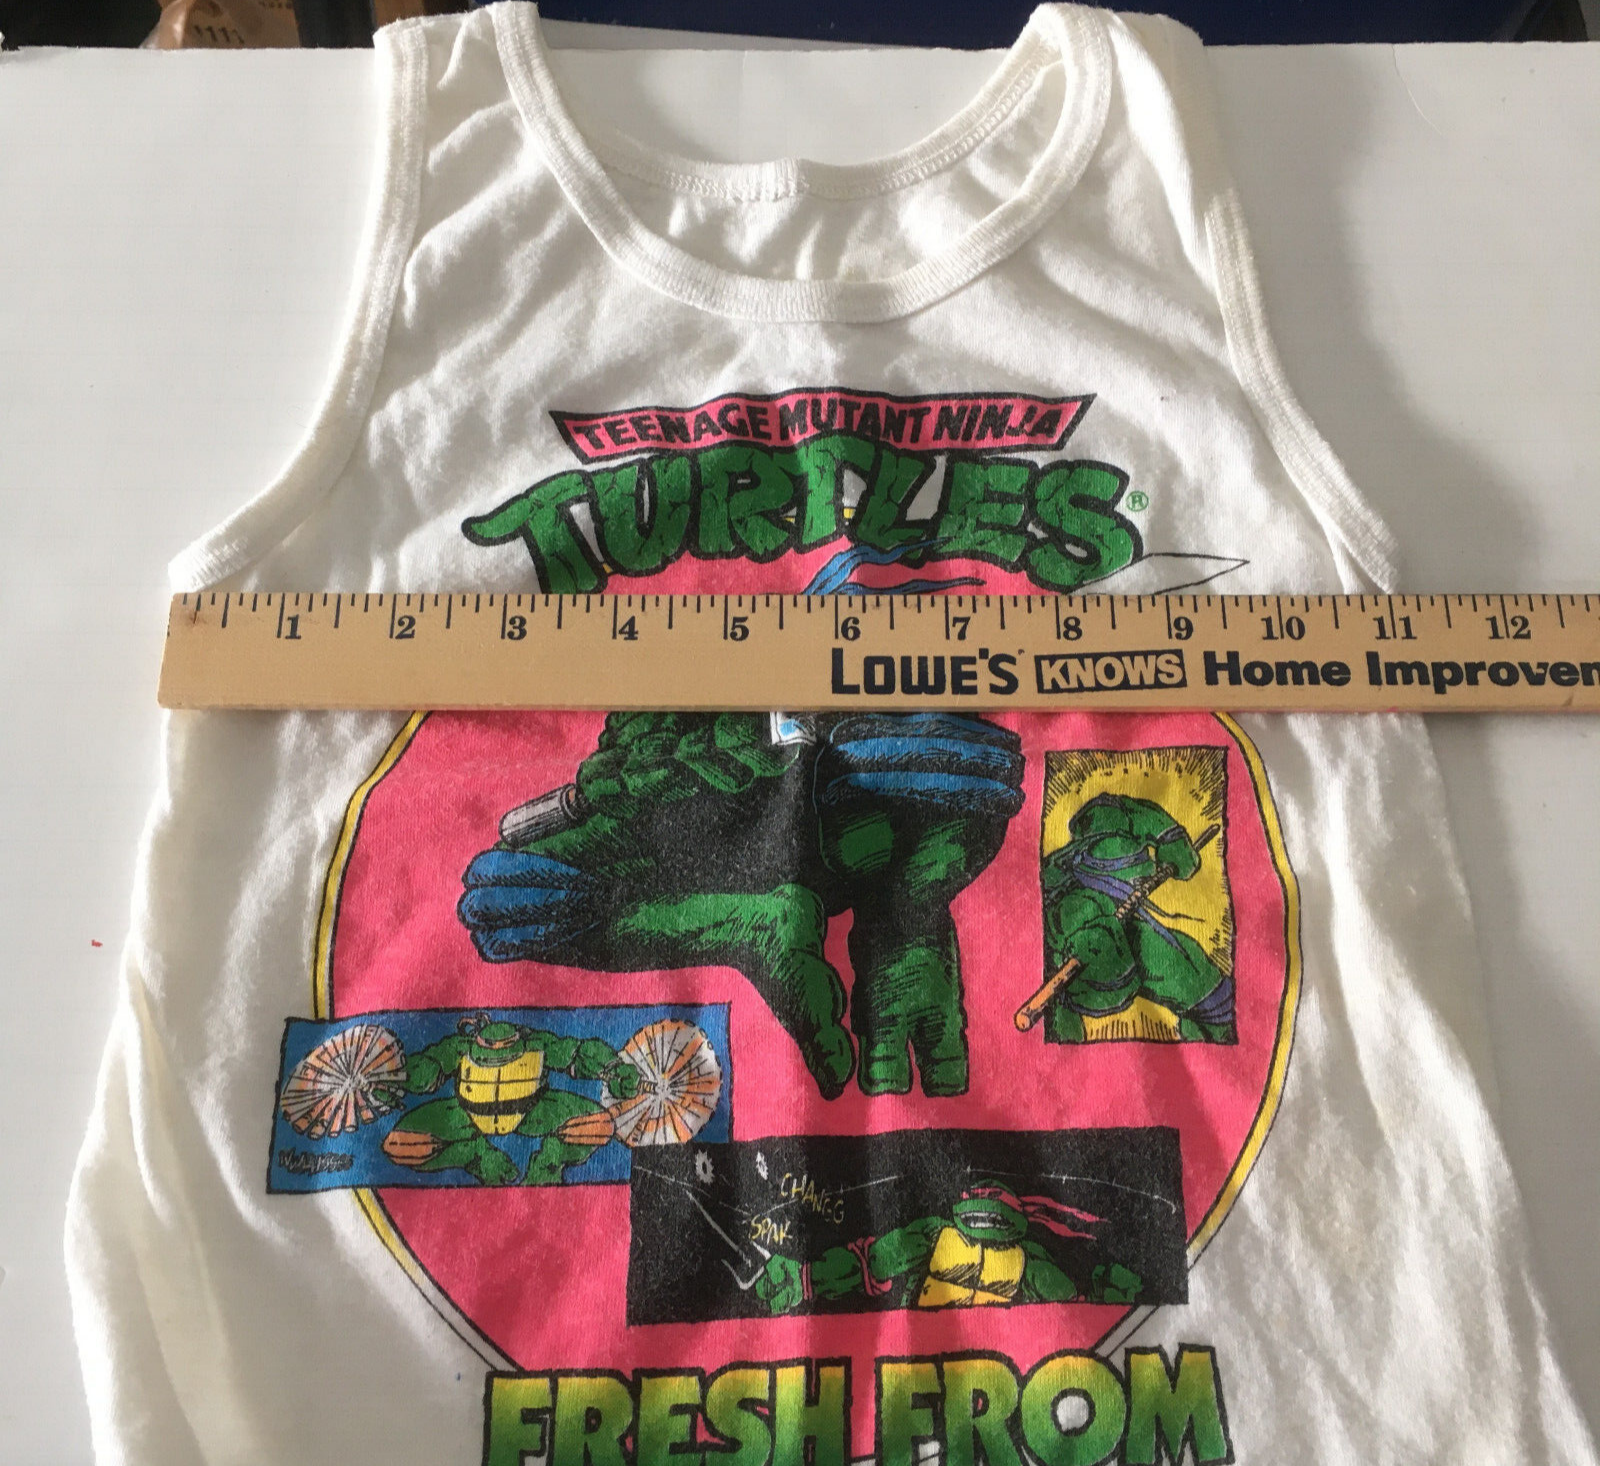 TEENAGE MUTANT NINJA
TURTLES®
1 2 3 4 5 6 7 8 9 10 11 12
LOWE'S KNOWS Home Improvem
CHANGG
SPAK
FRESH FROM